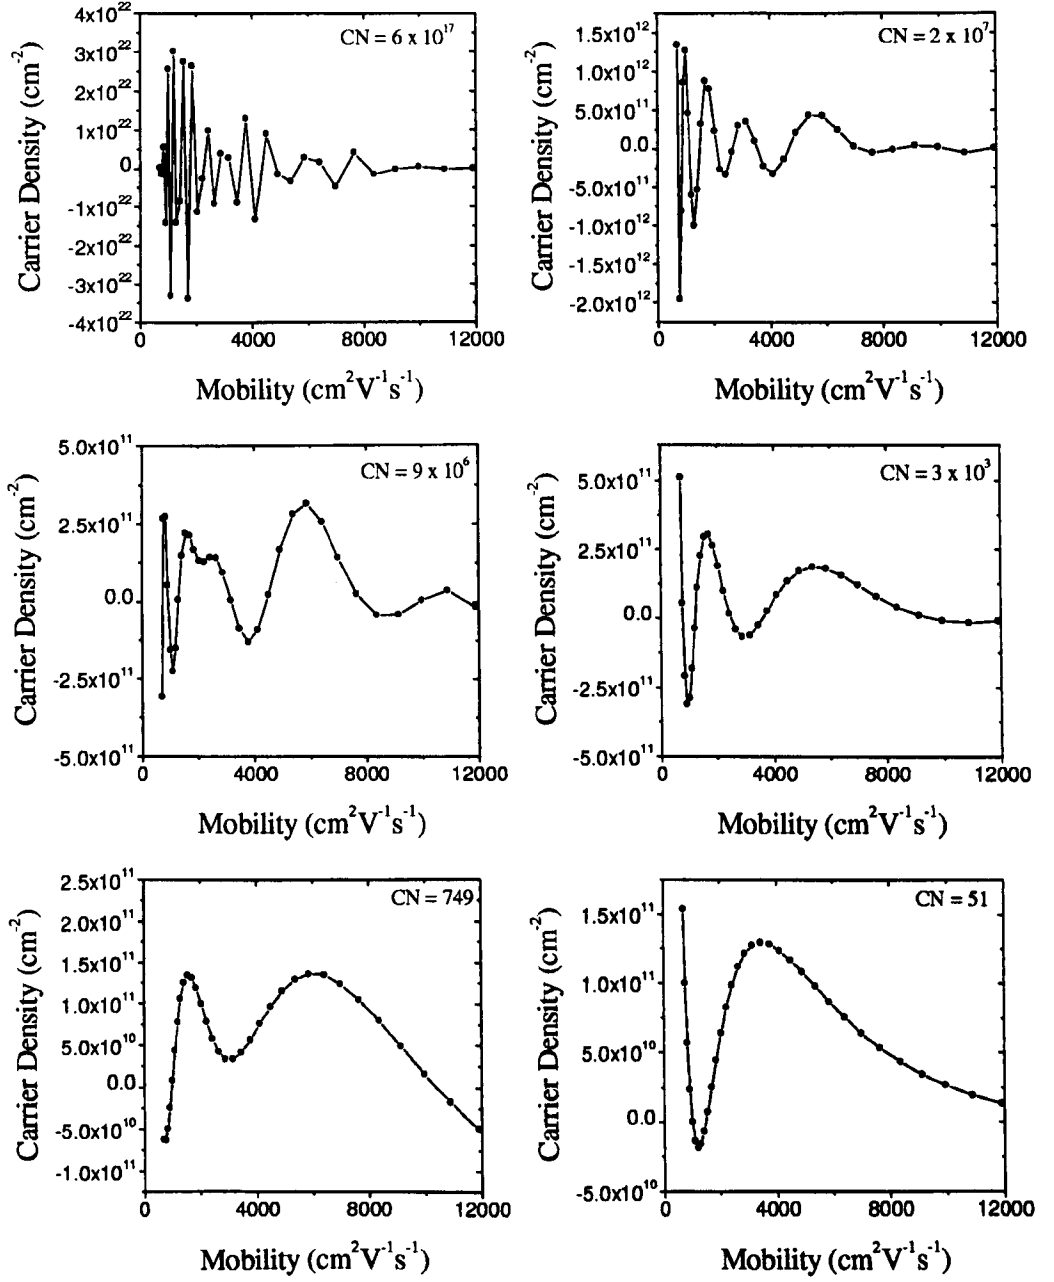 4x10²²
3x10²²
2x10²²
1x10²²
0
-1x10²²
-2x10²²
-3x10²²
-4x10²²
Carrier Density (cm⁻²)
CN = 6 x 10¹⁷
0 4000 8000 12000
Mobility (cm²V⁻¹s⁻¹)
1.5x10¹²
1.0x10¹²
5.0x10¹¹
0.0
-5.0x10¹¹
-1.0x10¹²
-1.5x10¹²
-2.0x10¹²
Carrier Density (cm⁻²)
CN = 2 x 10⁷
0 4000 8000 12000
Mobility (cm²V⁻¹s⁻¹)
5.0x10¹¹
2.5x10¹¹
0.0
-2.5x10¹¹
-5.0x10¹¹
Carrier Density (cm⁻²)
CN = 9 x 10⁶
0 4000 8000 12000
Mobility (cm²V⁻¹s⁻¹)
5.0x10¹¹
2.5x10¹¹
0.0
-2.5x10¹¹
-5.0x10¹¹
Carrier Density (cm⁻²)
CN = 3 x 10³
0 4000 8000 12000
Mobility (cm²V⁻¹s⁻¹)
2.5x10¹¹
2.0x10¹¹
1.5x10¹¹
1.0x10¹¹
5.0x10¹⁰
0.0
-5.0x10¹⁰
-1.0x10¹¹
Carrier Density (cm⁻²)
CN = 749
0 4000 8000 12000
Mobility (cm²V⁻¹s⁻¹)
1.5x10¹¹
1.0x10¹¹
5.0x10¹⁰
0.0
-5.0x10¹⁰
Carrier Density (cm⁻²)
CN = 51
0 4000 8000 12000
Mobility (cm²V⁻¹s⁻¹)